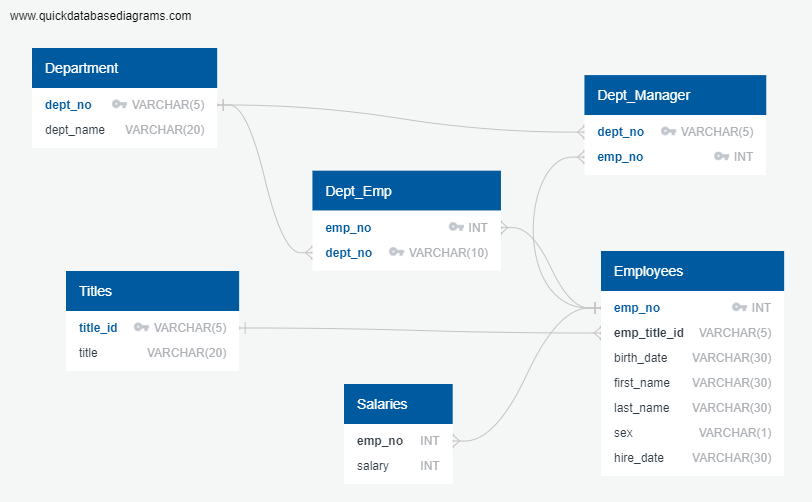 www.quickdatabasediagrams.com
Department
dept_no VARCHAR(5)
dept_name VARCHAR(20)
Dept_Manager
dept_no VARCHAR(5)
emp_no INT
Dept_Emp
emp_no INT
dept_no VARCHAR(10)
Employees
emp_no INT
emp_title_id VARCHAR(5)
birth_date VARCHAR(30)
first_name VARCHAR(30)
last_name VARCHAR(30)
sex VARCHAR(1)
hire_date VARCHAR(30)
Titles
title_id VARCHAR(5)
title VARCHAR(20)
Salaries
emp_no INT
salary INT